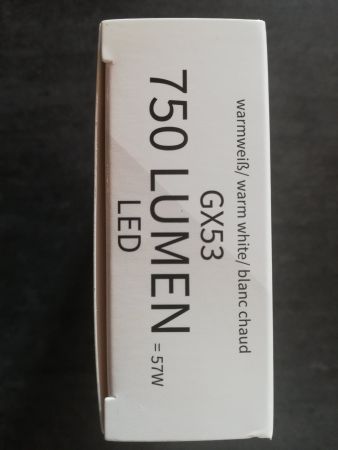 warmweiß/ warm white/ blanc chaud
GX53
750 LUMEN = 57W
LED